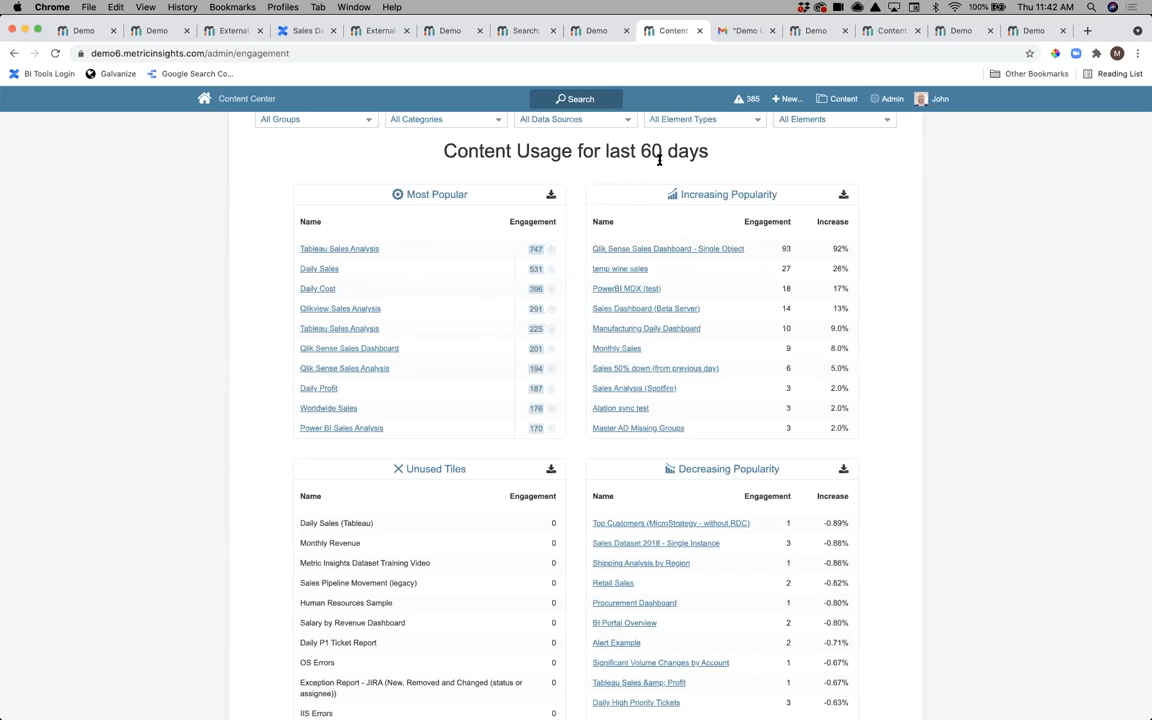 Chrome File Edit View History Bookmarks Profiles Tab Window Help 100% Thu 11:42 AM
Demo Demo External Sales Da External Demo Search: Demo Content "Demo C Demo Content Demo Demo
demo6.metricinsights.com/admin/engagement M
BI Tools Login Galvanize Google Search Co... Other Bookmarks Reading List
Content Center Search 385 + New... Content Admin John
All Groups All Categories All Data Sources All Element Types All Elements
Content Usage for last 60 days
Most Popular
Name Engagement
Tableau Sales Analysis 747
Daily Sales 531
Daily Cost 396
Qlikview Sales Analysis 291
Tableau Sales Analysis 225
Qlik Sense Sales Dashboard 201
Qlik Sense Sales Analysis 194
Daily Profit 187
Worldwide Sales 176
Power BI Sales Analysis 170
Increasing Popularity
Name Engagement Increase
Qlik Sense Sales Dashboard - Single Object 93 92%
temp wine sales 27 26%
PowerBI MDX (test) 18 17%
Sales Dashboard (Beta Server) 14 13%
Manufacturing Daily Dashboard 10 9.0%
Monthly Sales 9 8.0%
Sales 50% down (from previous day) 6 5.0%
Sales Analysis (Spotfire) 3 2.0%
Alation sync test 3 2.0%
Master AD Missing Groups 3 2.0%
Unused Tiles
Name Engagement
Daily Sales (Tableau) 0
Monthly Revenue 0
Metric Insights Dataset Training Video 0
Sales Pipeline Movement (legacy) 0
Human Resources Sample 0
Salary by Revenue Dashboard 0
Daily P1 Ticket Report 0
OS Errors 0
Exception Report - JIRA (New, Removed and Changed (status or 0
assignee))
IIS Errors 0
Decreasing Popularity
Name Engagement Increase
Top Customers (MicroStrategy - without RDC) 1 -0.89%
Sales Dataset 2018 - Single Instance 3 -0.88%
Shipping Analysis by Region 1 -0.86%
Retail Sales 2 -0.82%
Procurement Dashboard 1 -0.80%
BI Portal Overview 2 -0.80%
Alert Example 2 -0.71%
Significant Volume Changes by Account 1 -0.67%
Tableau Sales &amp; Profit 1 -0.67%
Daily High Priority Tickets 3 -0.63%